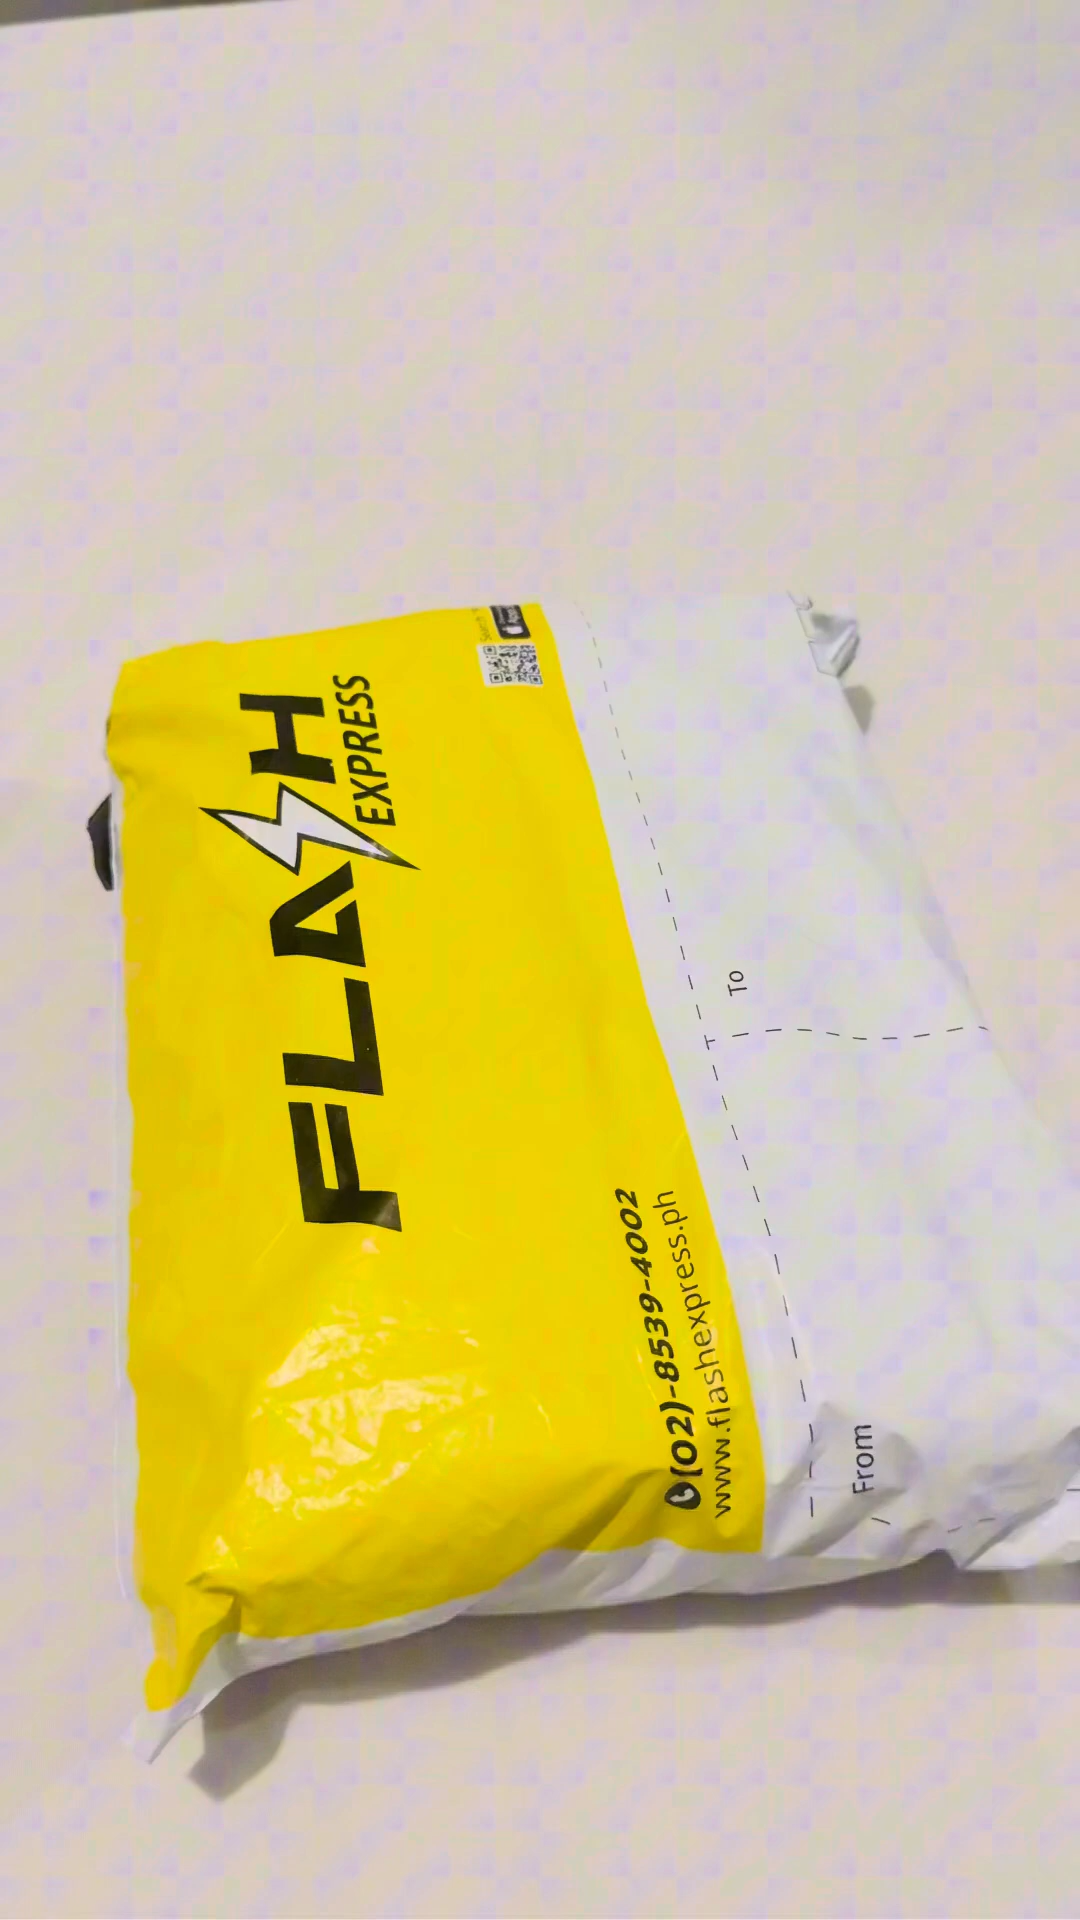 FLASH
EXPRESS
(02)-8539-4002
www.flashexpress.ph
To
From